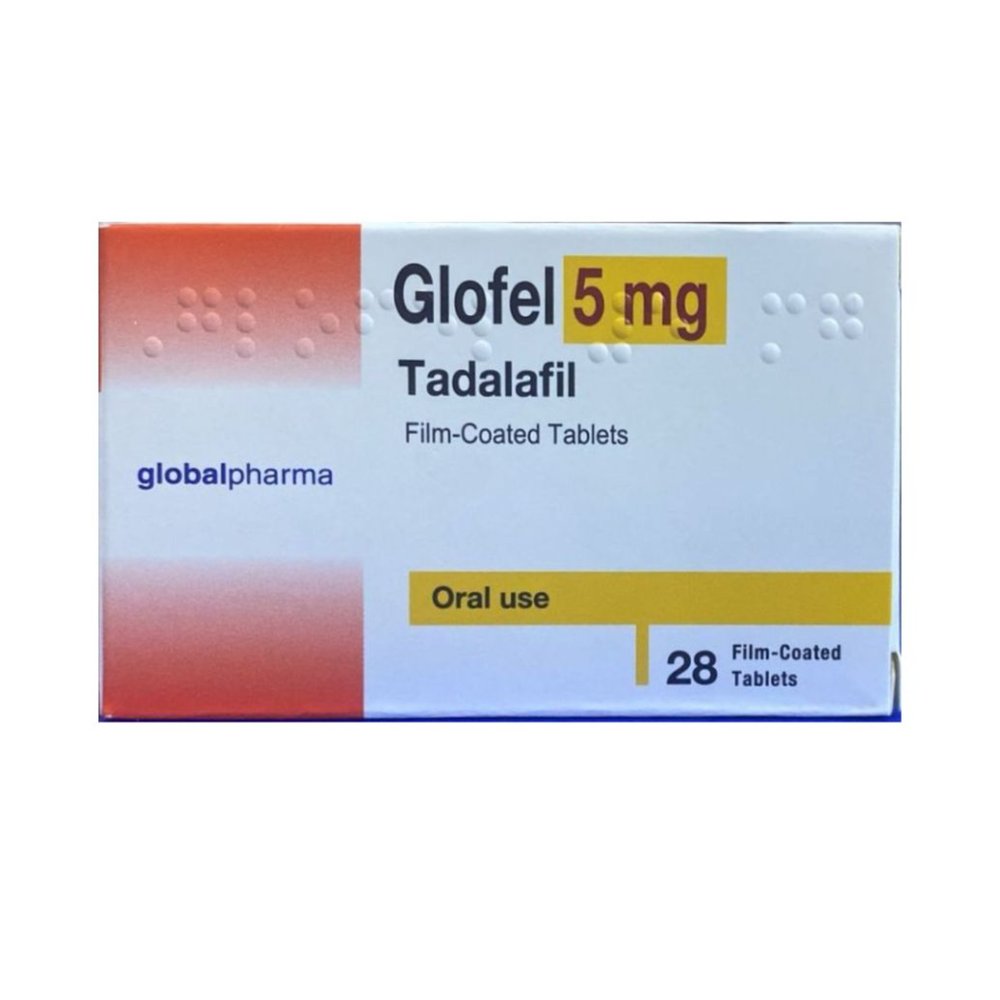 Glofel 5 mg
Tadalafil
Film-Coated Tablets
globalpharma
Oral use
28 Film-Coated
Tablets